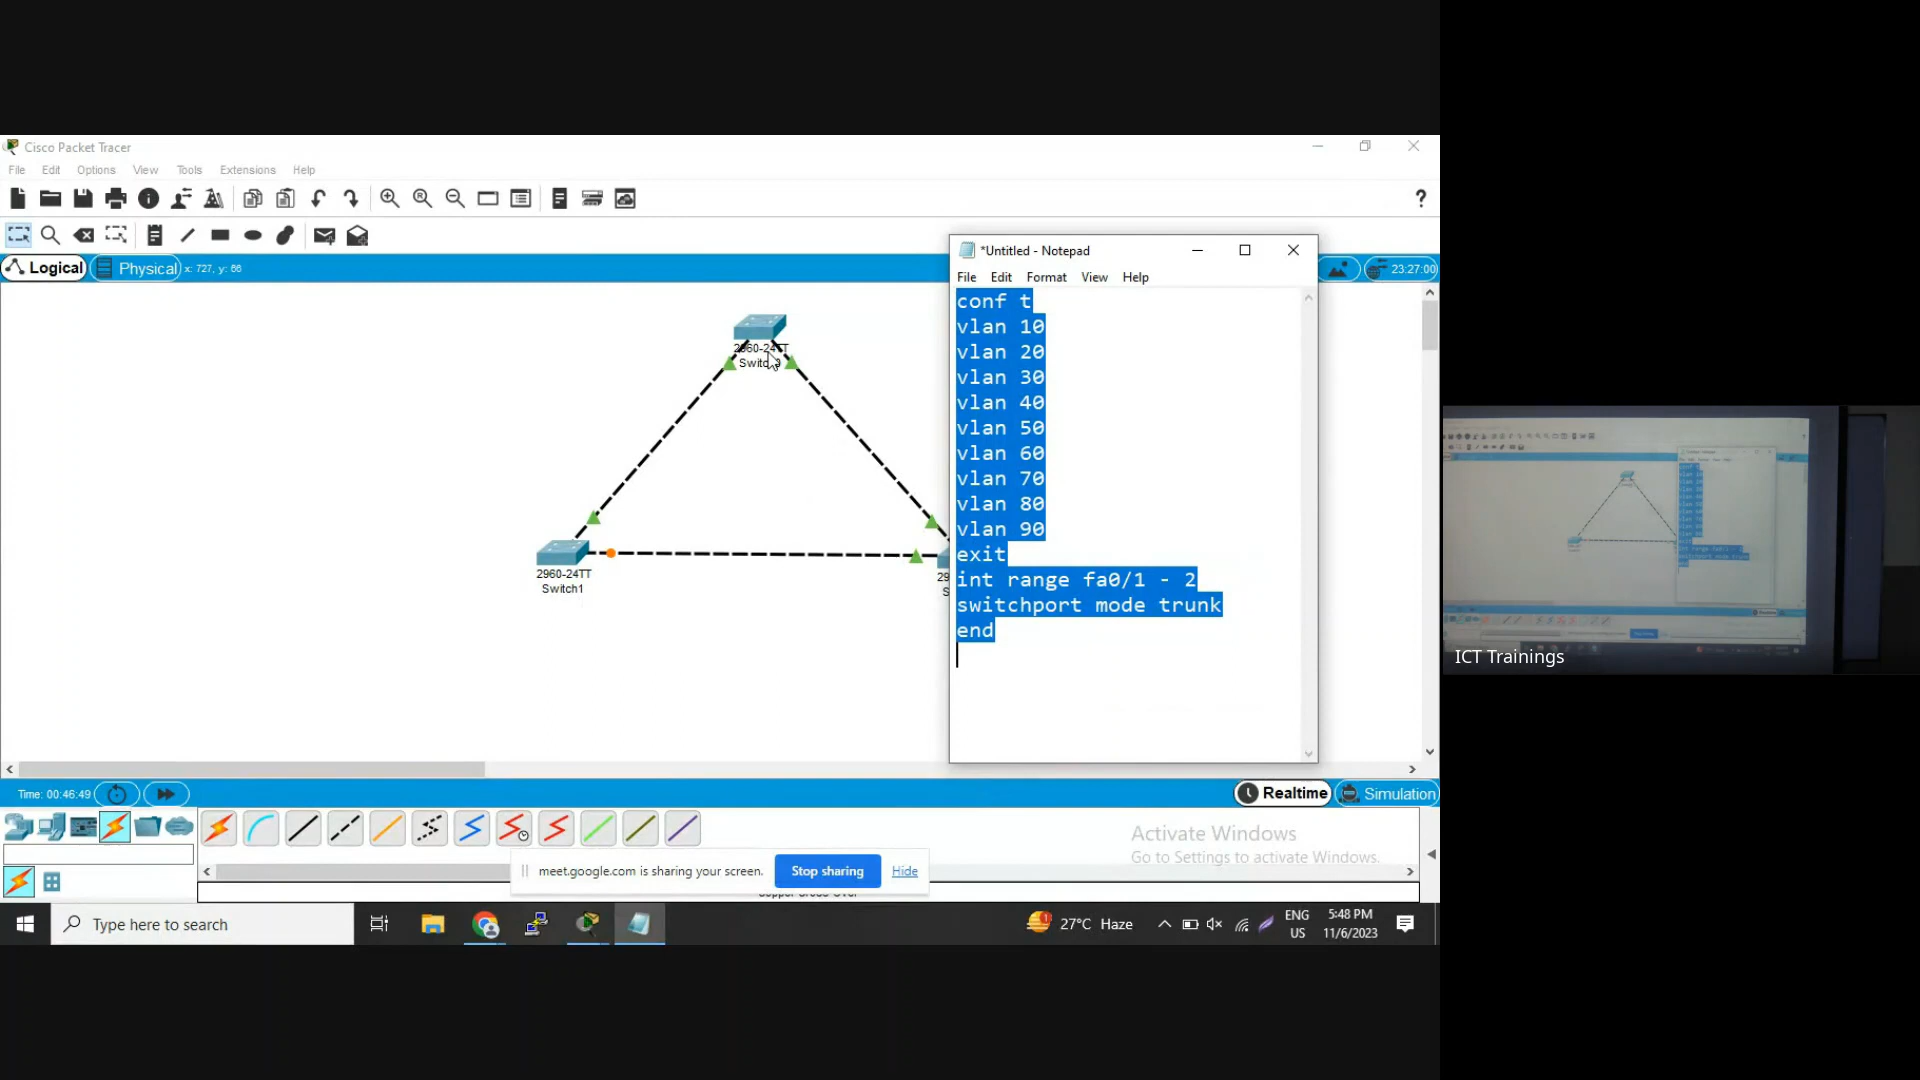 Cisco Packet Tracer
File Edit Options View Tools Extensions Help
Logical
Physical x: 727, y: 66
23:27:00
2960-24TT
2960-24TT
Switch1
29
S
*Untitled - Notepad
File Edit Format View Help
conf t
vlan 10
vlan 20
vlan 30
vlan 40
vlan 50
vlan 60
vlan 70
vlan 80
vlan 90
exit
int range fa0/1 - 2
switchport mode trunk
end
ICT Trainings
Time: 00:46:49
Realtime
Simulation
Activate Windows
Go to Settings to activate Windows.
meet.google.com is sharing your screen.
Stop sharing
Hide
Type here to search
27°C Haze
ENG
US
5:48 PM
11/6/2023